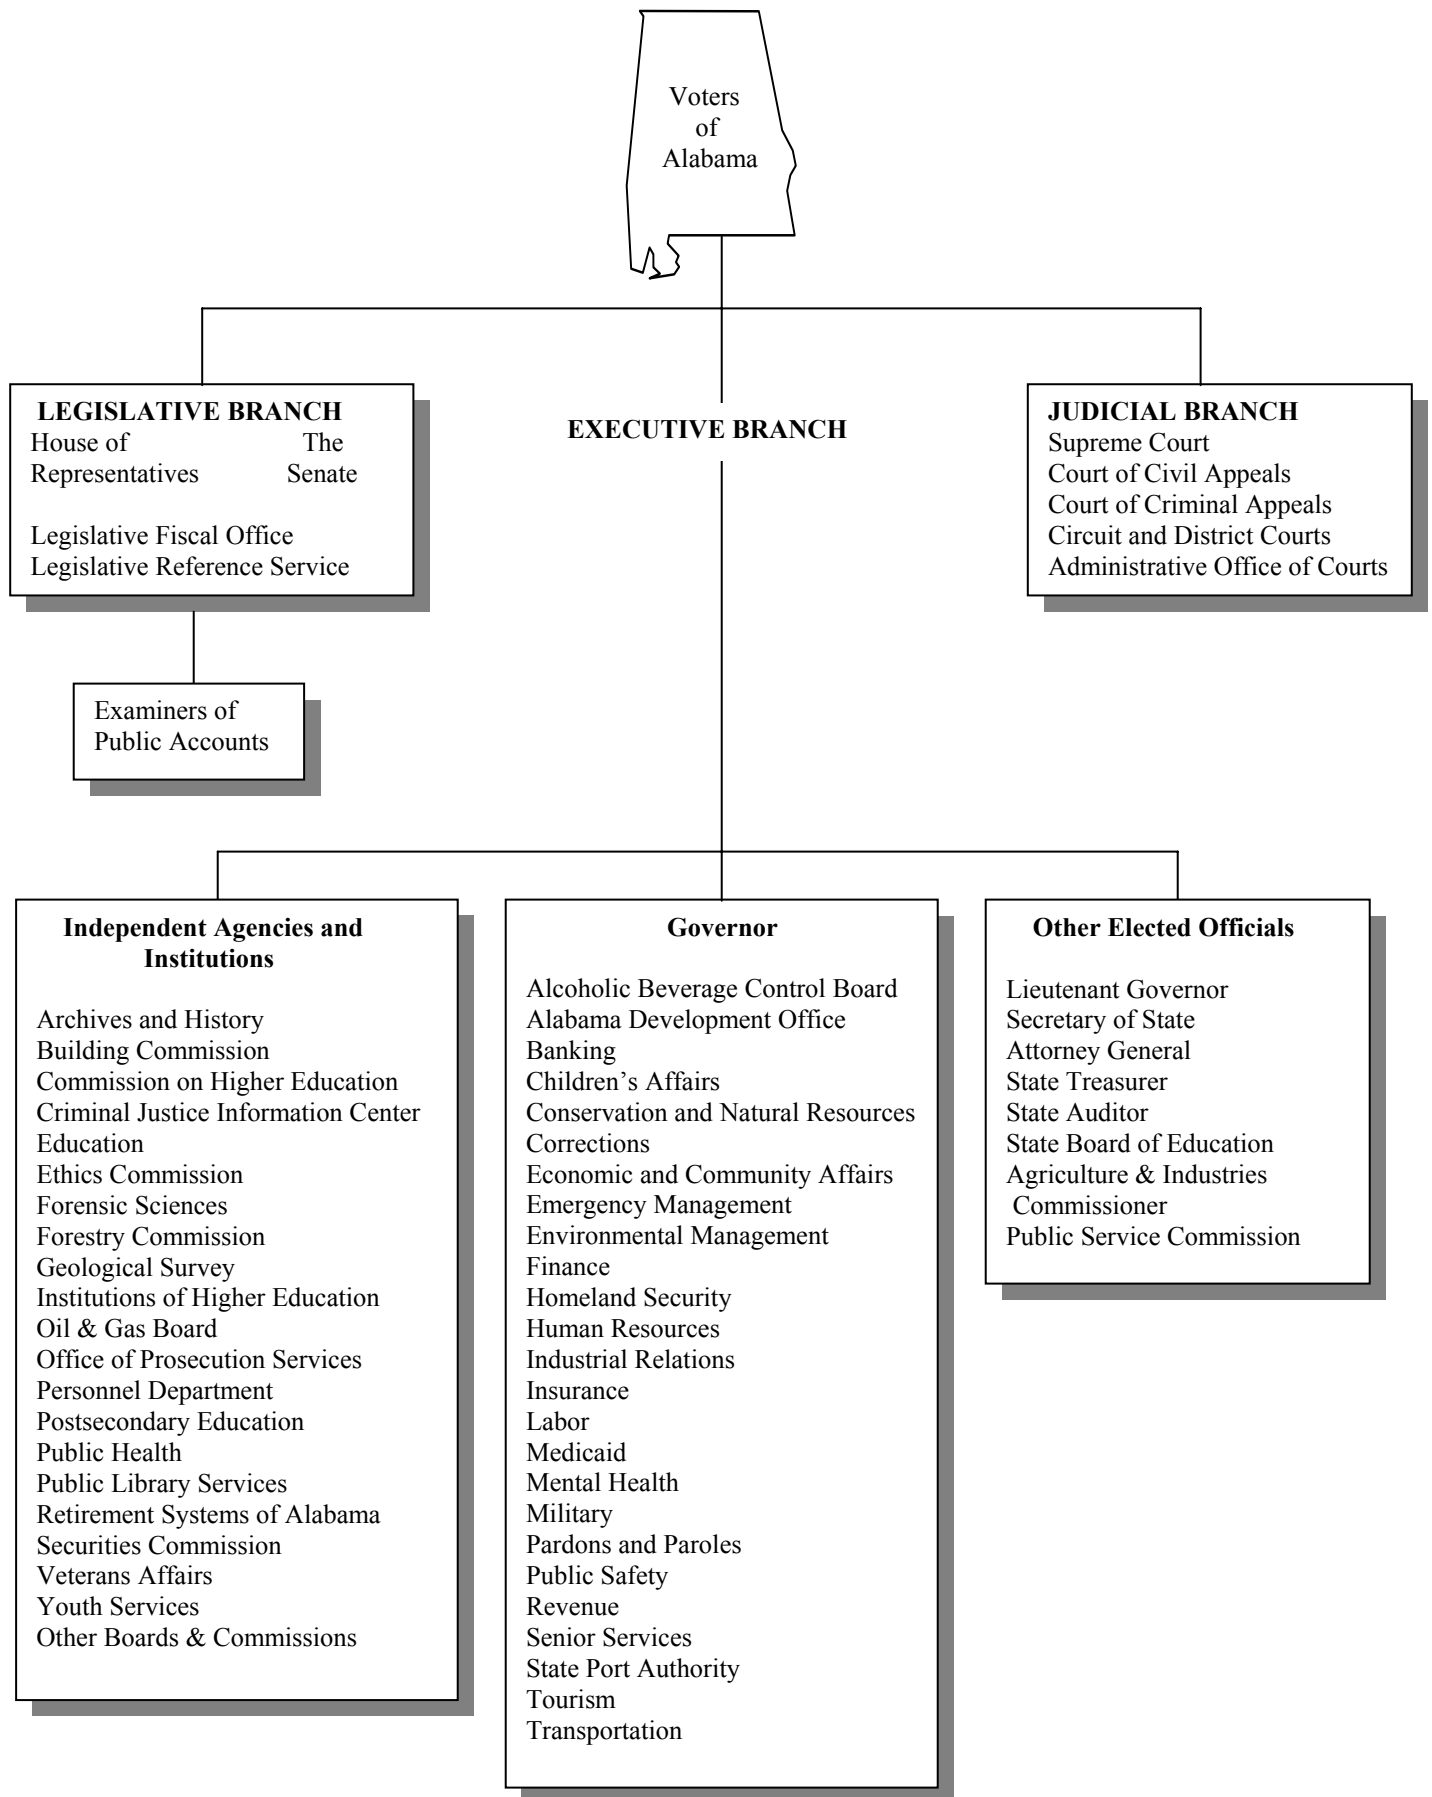 Voters
of
Alabama
LEGISLATIVE BRANCH
House of The
Representatives Senate
Legislative Fiscal Office
Legislative Reference Service
EXECUTIVE BRANCH
JUDICIAL BRANCH
Supreme Court
Court of Civil Appeals
Court of Criminal Appeals
Circuit and District Courts
Administrative Office of Courts
Examiners of
Public Accounts
Independent Agencies and
Institutions
Archives and History
Building Commission
Commission on Higher Education
Criminal Justice Information Center
Education
Ethics Commission
Forensic Sciences
Forestry Commission
Geological Survey
Institutions of Higher Education
Oil & Gas Board
Office of Prosecution Services
Personnel Department
Postsecondary Education
Public Health
Public Library Services
Retirement Systems of Alabama
Securities Commission
Veterans Affairs
Youth Services
Other Boards & Commissions
Governor
Alcoholic Beverage Control Board
Alabama Development Office
Banking
Children’s Affairs
Conservation and Natural Resources
Corrections
Economic and Community Affairs
Emergency Management
Environmental Management
Finance
Homeland Security
Human Resources
Industrial Relations
Insurance
Labor
Medicaid
Mental Health
Military
Pardons and Paroles
Public Safety
Revenue
Senior Services
State Port Authority
Tourism
Transportation
Other Elected Officials
Lieutenant Governor
Secretary of State
Attorney General
State Treasurer
State Auditor
State Board of Education
Agriculture & Industries
Commissioner
Public Service Commission